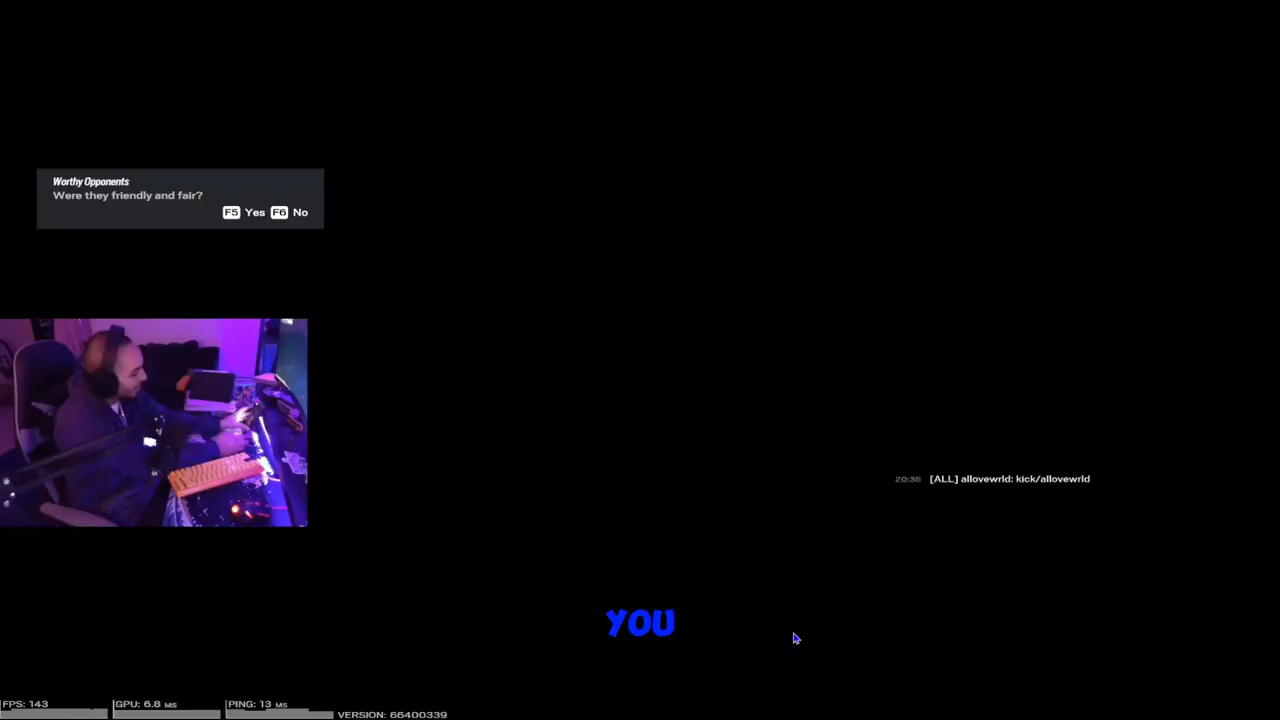 Worthy Opponents
Were they friendly and fair?
F5 Yes F6 No
20:36 [ALL] allovewrld: kick/allovewrld
YOU
FPS: 143 GPU: 6.8 MS PING: 13 MS VERSION: 66400339